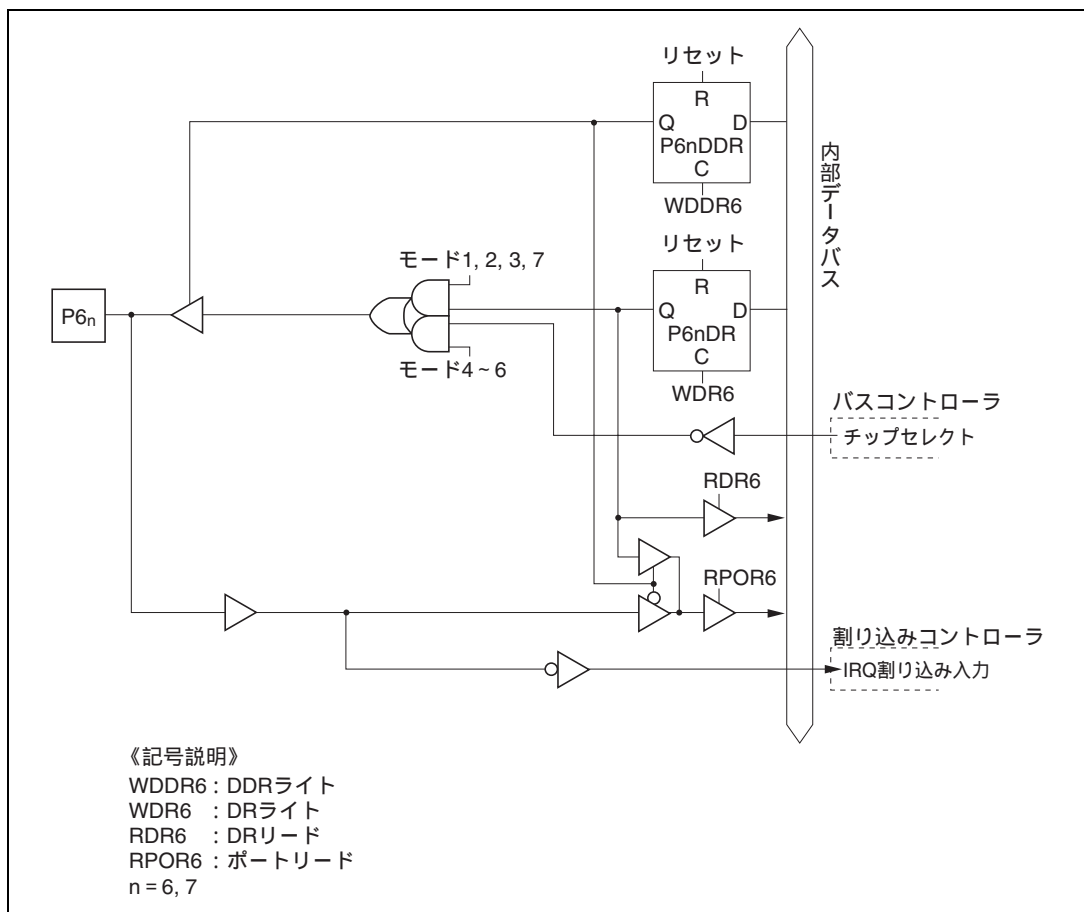 リセット
R
Q D
P6nDDR
C
WDDR6
内部データバス
リセット
モード1, 2, 3, 7
R
Q D
P6nDR
C
WDR6
P6n
モード4～6
バスコントローラ
チップセレクト
RDR6
RPOR6
割り込みコントローラ
IRQ割り込み入力
《記号説明》
WDDR6 : DDRライト
WDR6 : DRライト
RDR6 : DRリード
RPOR6 : ポートリード
n = 6, 7